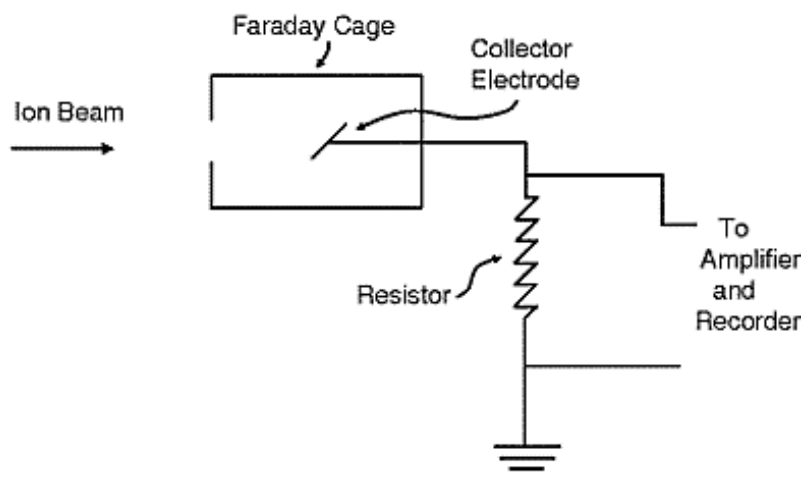 Faraday Cage
Collector
Electrode
Ion Beam
To
Amplifier
and
Recorder
Resistor